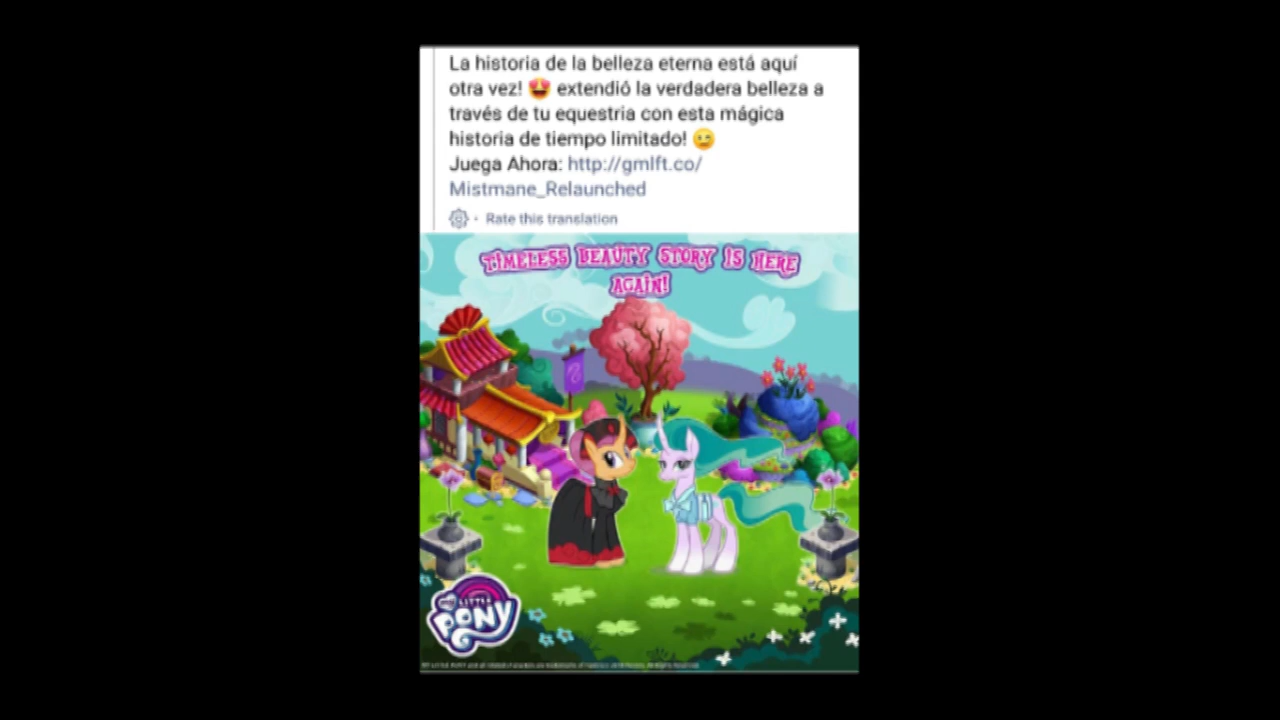 La historia de la belleza eterna está aquí
otra vez! 😍 extendió la verdadera belleza a
través de tu equestria con esta mágica
historia de tiempo limitado! 😉
Juega Ahora: http://gmlft.co/
Mistmane_Relaunched
· Rate this translation
TIMELESS BEAUTY STORY IS HERE
AGAIN!
MY LITTLE
PONY